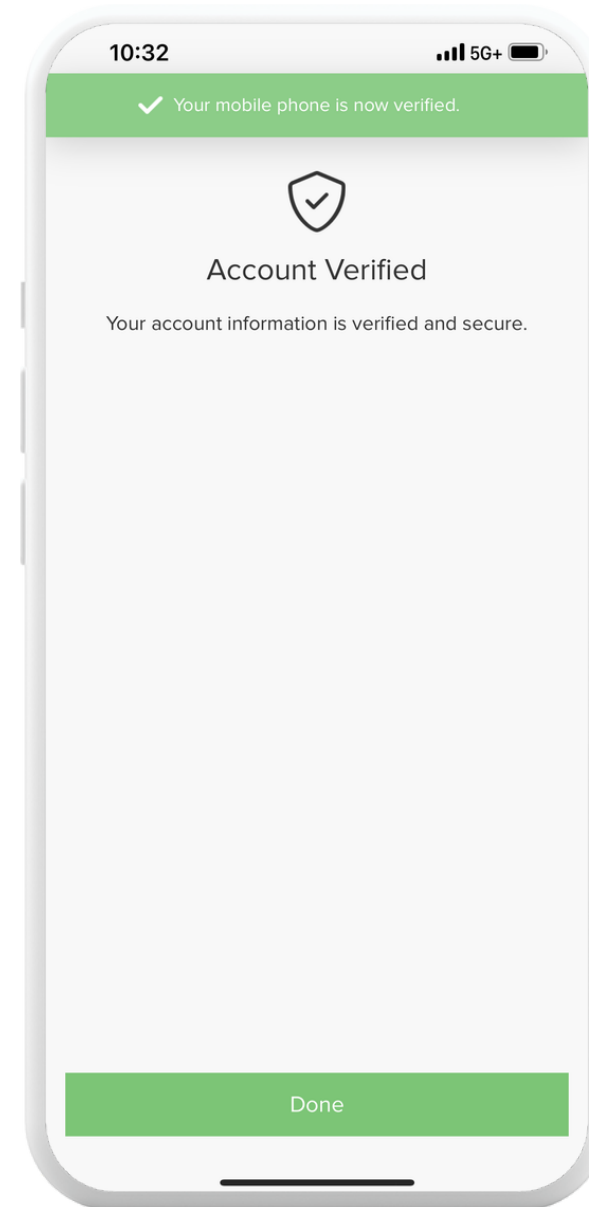 10:32
5G+
Your mobile phone is now verified.
Account Verified
Your account information is verified and secure.
Done